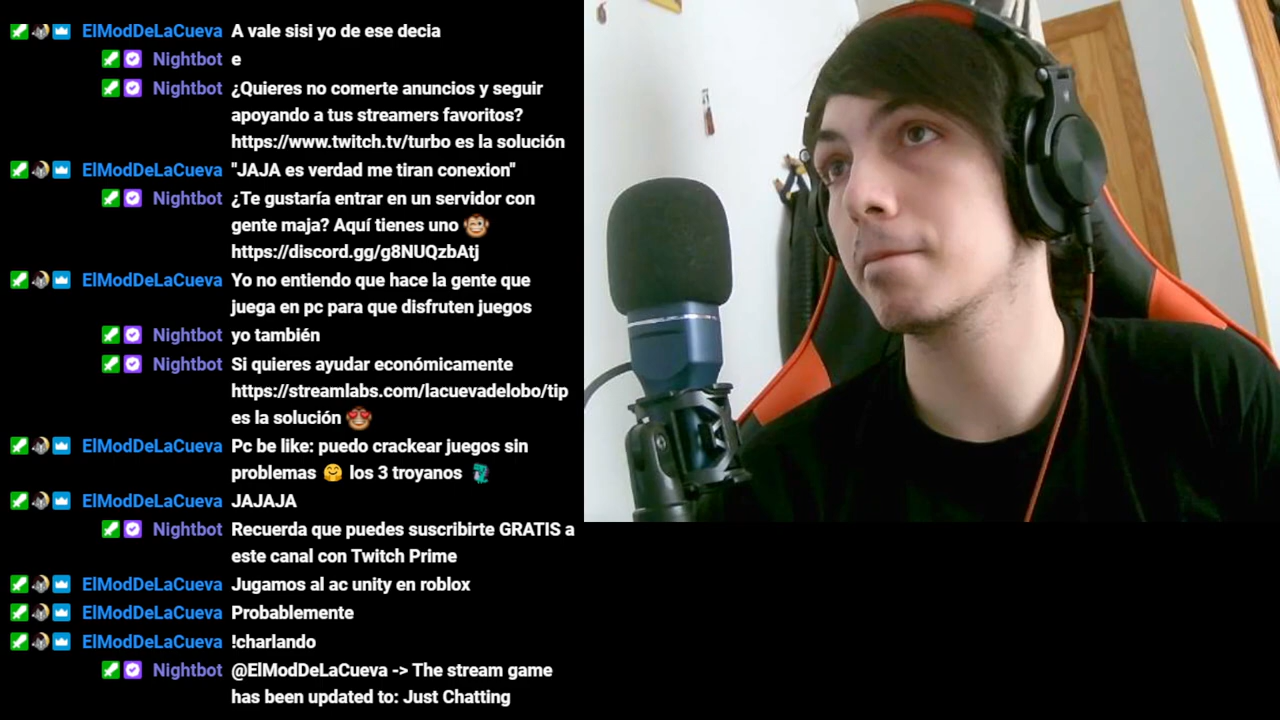 ElModDeLaCueva A vale sisi yo de ese decia
Nightbot e
Nightbot ¿Quieres no comerte anuncios y seguir
apoyando a tus streamers favoritos?
https://www.twitch.tv/turbo es la solución
ElModDeLaCueva "JAJA es verdad me tiran conexion"
Nightbot ¿Te gustaría entrar en un servidor con
gente maja? Aquí tienes uno 🐵
https://discord.gg/g8NUQzbAtj
ElModDeLaCueva Yo no entiendo que hace la gente que
juega en pc para que disfruten juegos
Nightbot yo también
Nightbot Si quieres ayudar económicamente
https://streamlabs.com/lacuevadelobo/tip
es la solución
ElModDeLaCueva Pc be like: puedo crackear juegos sin
problemas 🤗 los 3 troyanos
ElModDeLaCueva JAJAJA
Nightbot Recuerda que puedes suscribirte GRATIS a
este canal con Twitch Prime
ElModDeLaCueva Jugamos al ac unity en roblox
ElModDeLaCueva Probablemente
ElModDeLaCueva !charlando
Nightbot @ElModDeLaCueva -> The stream game
has been updated to: Just Chatting